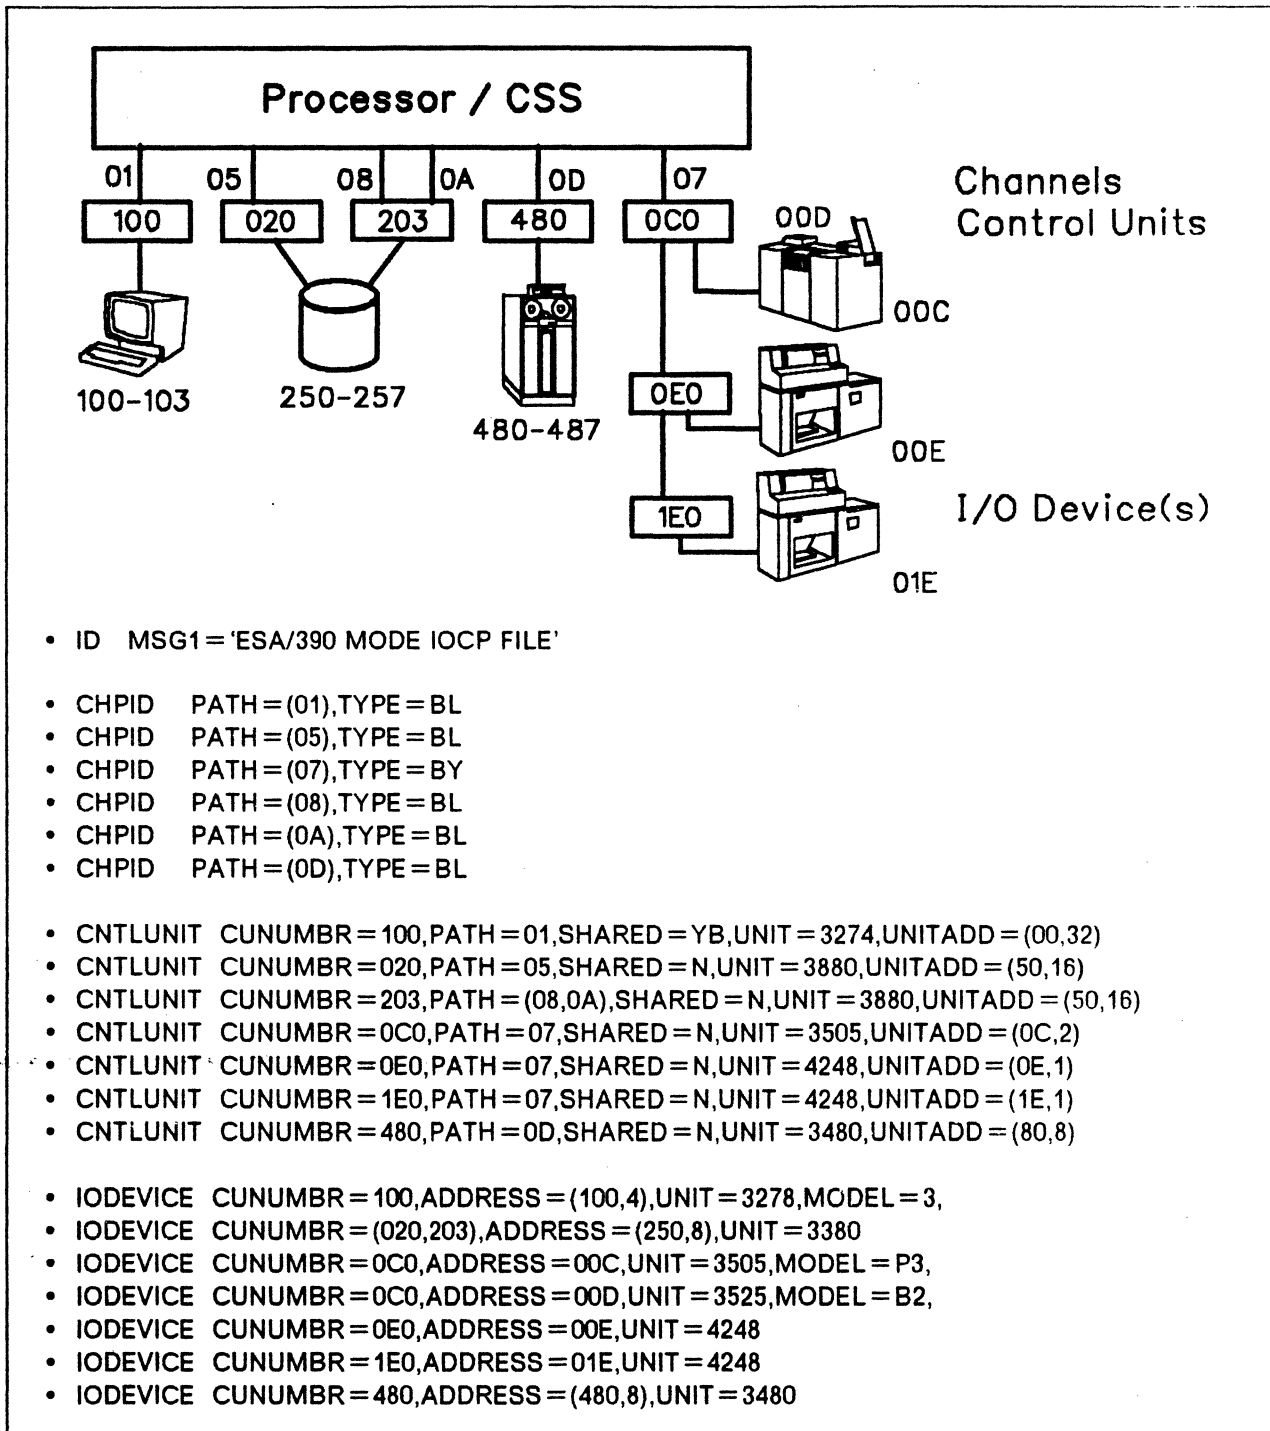 Processor / CSS
01 05 08 0A 0D 07
Channels
100 020 203 480 0C0 00D
Control Units
00C
100-103 250-257 0E0
480-487
00E
1E0
I/O Device(s)
01E
• ID MSG1='ESA/390 MODE IOCP FILE'
• CHPID PATH=(01),TYPE=BL
• CHPID PATH=(05),TYPE=BL
• CHPID PATH=(07),TYPE=BY
• CHPID PATH=(08),TYPE=BL
• CHPID PATH=(0A),TYPE=BL
• CHPID PATH=(0D),TYPE=BL
• CNTLUNIT CUNUMBR=100,PATH=01,SHARED=YB,UNIT=3274,UNITADD=(00,32)
• CNTLUNIT CUNUMBR=020,PATH=05,SHARED=N,UNIT=3880,UNITADD=(50,16)
• CNTLUNIT CUNUMBR=203,PATH=(08,0A),SHARED=N,UNIT=3880,UNITADD=(50,16)
• CNTLUNIT CUNUMBR=0C0,PATH=07,SHARED=N,UNIT=3505,UNITADD=(0C,2)
• CNTLUNIT CUNUMBR=0E0,PATH=07,SHARED=N,UNIT=4248,UNITADD=(0E,1)
• CNTLUNIT CUNUMBR=1E0,PATH=07,SHARED=N,UNIT=4248,UNITADD=(1E,1)
• CNTLUNIT CUNUMBR=480,PATH=0D,SHARED=N,UNIT=3480,UNITADD=(80,8)
• IODEVICE CUNUMBR=100,ADDRESS=(100,4),UNIT=3278,MODEL=3,
• IODEVICE CUNUMBR=(020,203),ADDRESS=(250,8),UNIT=3380
• IODEVICE CUNUMBR=0C0,ADDRESS=00C,UNIT=3505,MODEL=P3,
• IODEVICE CUNUMBR=0C0,ADDRESS=00D,UNIT=3525,MODEL=B2,
• IODEVICE CUNUMBR=0E0,ADDRESS=00E,UNIT=4248
• IODEVICE CUNUMBR=1E0,ADDRESS=01E,UNIT=4248
• IODEVICE CUNUMBR=480,ADDRESS=(480,8),UNIT=3480